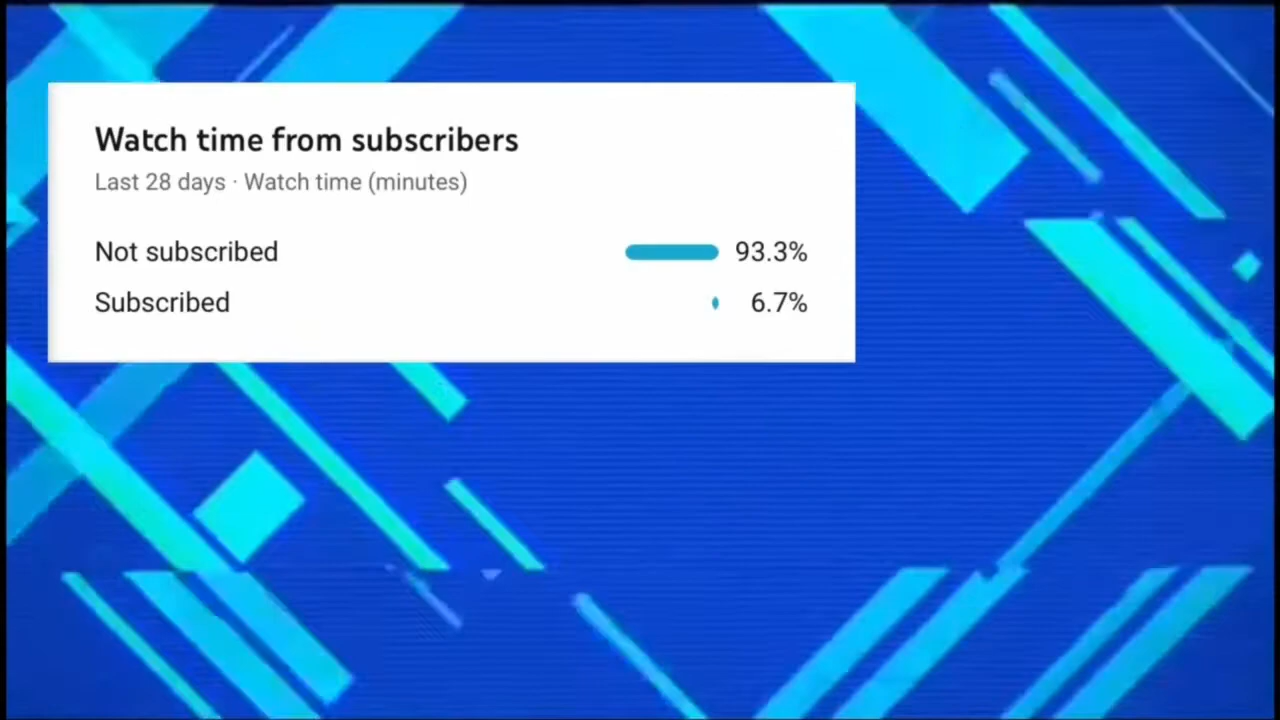 Watch time from subscribers
Last 28 days · Watch time (minutes)
Not subscribed 93.3%
Subscribed 6.7%